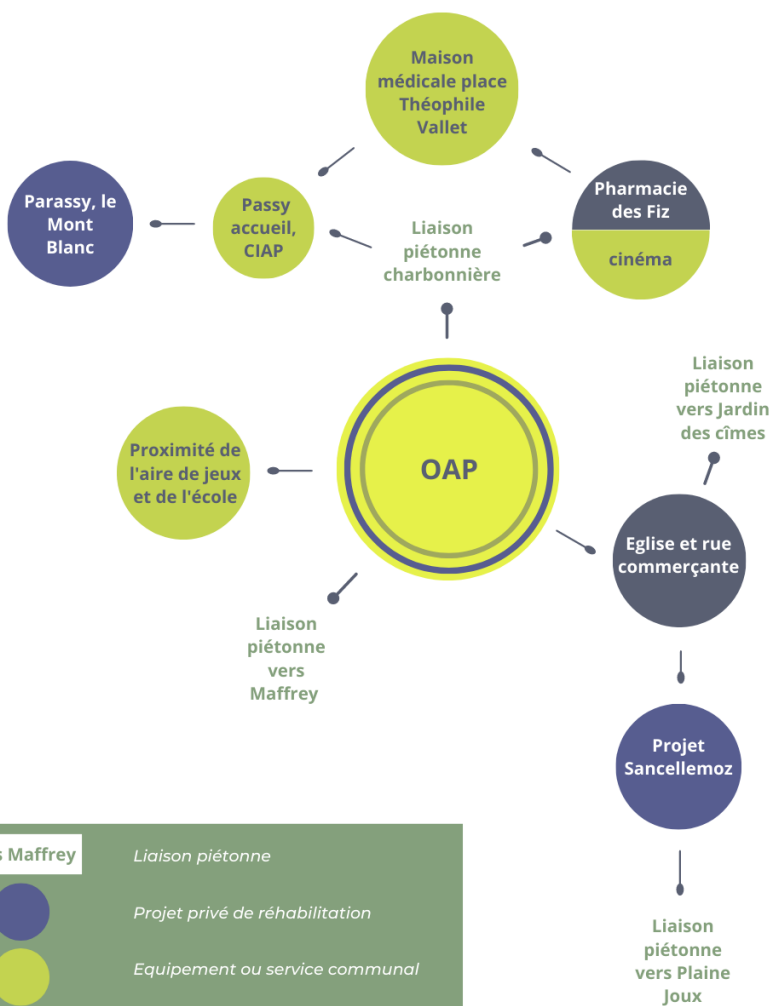 Maison
médicale place
Théophile
Vallet
Parassy, le
Mont
Blanc
Passy
accueil,
CIAP
Liaison
piétonne
charbonnière
Pharmacie
des Fiz
cinéma
Liaison
piétonne
vers Jardin
des cîmes
Proximité de
l'aire de jeux
et de l'école
OAP
Eglise et rue
commerçante
Liaison
piétonne
vers
Maffrey
Projet
Sancellemoz
Liaison
piétonne
vers Plaine
Joux
s Maffrey
Liaison piétonne
Projet privé de réhabilitation
Equipement ou service communal